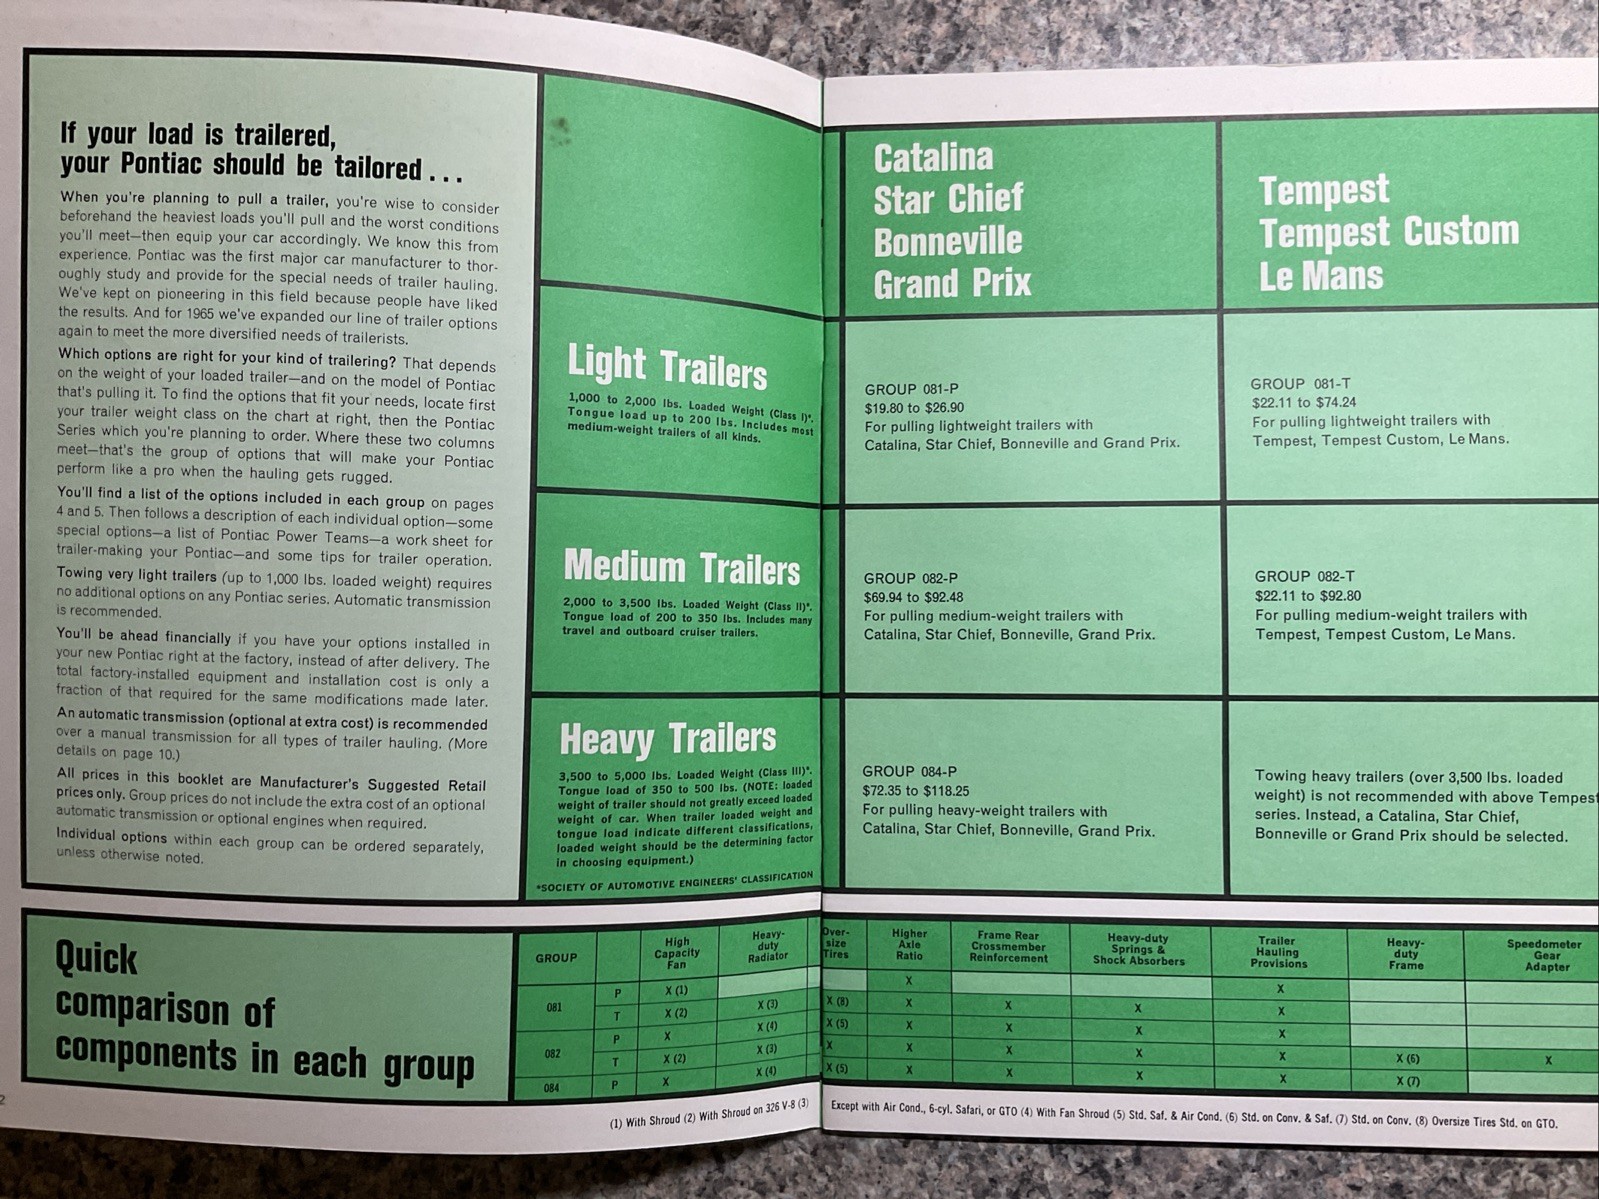 If your load is trailered,
your Pontiac should be tailored . . .
When you're planning to pull a trailer, you're wise to consider
beforehand the heaviest loads you'll pull and the worst conditions
you'll meet—then equip your car accordingly. We know this from
experience. Pontiac was the first major car manufacturer to thor-
oughly study and provide for the special needs of trailer hauling.
We've kept on pioneering in this field because people have liked
the results. And for 1965 we've expanded our line of trailer options
again to meet the more diversified needs of trailerists.
Which options are right for your kind of trailering? That depends
on the weight of your loaded trailer—and on the model of Pontiac
that's pulling it. To find the options that fit your needs, locate first
your trailer weight class on the chart at right, then the Pontiac
Series which you're planning to order. Where these two columns
meet—that's the group of options that will make your Pontiac
perform like a pro when the hauling gets rugged.
You'll find a list of the options included in each group on pages
4 and 5. Then follows a description of each individual option—some
special options—a list of Pontiac Power Teams—a work sheet for
trailer-making your Pontiac—and some tips for trailer operation.
Towing very light trailers (up to 1,000 lbs. loaded weight) requires
no additional options on any Pontiac series. Automatic transmission
is recommended.
You'll be ahead financially if you have your options installed in
your new Pontiac right at the factory, instead of after delivery. The
total factory-installed equipment and installation cost is only a
fraction of that required for the same modifications made later.
An automatic transmission (optional at extra cost) is recommended
over a manual transmission for all types of trailer hauling. (More
details on page 10.)
All prices in this booklet are Manufacturer's Suggested Retail
prices only. Group prices do not include the extra cost of an optional
automatic transmission or optional engines when required.
Individual options within each group can be ordered separately,
unless otherwise noted.
Catalina
Star Chief
Bonneville
Grand Prix
Tempest
Tempest Custom
Le Mans
Light Trailers
1,000 to 2,000 lbs. Loaded Weight (Class I)*.
Tongue load up to 200 lbs. Includes most
medium-weight trailers of all kinds.
GROUP 081-P
$19.80 to $26.90
For pulling lightweight trailers with
Catalina, Star Chief, Bonneville and Grand Prix.
GROUP 081-T
$22.11 to $74.24
For pulling lightweight trailers with
Tempest, Tempest Custom, Le Mans.
Medium Trailers
2,000 to 3,500 lbs. Loaded Weight (Class II)*.
Tongue load of 200 to 350 lbs. Includes many
travel and outboard cruiser trailers.
GROUP 082-P
$69.94 to $92.48
For pulling medium-weight trailers with
Catalina, Star Chief, Bonneville, Grand Prix.
GROUP 082-T
$22.11 to $92.80
For pulling medium-weight trailers with
Tempest, Tempest Custom, Le Mans.
Heavy Trailers
3,500 to 5,000 lbs. Loaded Weight (Class III)*.
Tongue load of 350 to 500 lbs. (NOTE: loaded
weight of trailer should not greatly exceed loaded
weight of car. When trailer loaded weight and
tongue load indicate different classifications,
loaded weight should be the determining factor
in choosing equipment.)
*SOCIETY OF AUTOMOTIVE ENGINEERS' CLASSIFICATION
GROUP 084-P
$72.35 to $118.25
For pulling heavy-weight trailers with
Catalina, Star Chief, Bonneville, Grand Prix.
Towing heavy trailers (over 3,500 lbs. loaded
weight) is not recommended with above Tempest
series. Instead, a Catalina, Star Chief,
Bonneville or Grand Prix should be selected.
Quick
comparison of
components in each group
GROUP
High
Capacity
Fan
Heavy-
duty
Radiator
Over-
size
Tires
Higher
Axle
Ratio
Frame Rear
Crossmember
Reinforcement
Heavy-duty
Springs &
Shock Absorbers
Trailer
Hauling
Provisions
Heavy-
duty
Frame
Speedometer
Gear
Adapter
081 P X (1) X X
T X (2) X (3) X (8) X X X X
082 P X X (4) X (5) X X X X
T X (2) X (3) X X X X X X (6) X
084 P X X (4) X (5) X X X X X (7)
2
(1) With Shroud (2) With Shroud on 326 V-8 (3) Except with Air Cond., 6-cyl. Safari, or GTO (4) With Fan Shroud (5) Std. Saf. & Air Cond. (6) Std. on Conv. & Saf. (7) Std. on Conv. (8) Oversize Tires Std. on GTO.